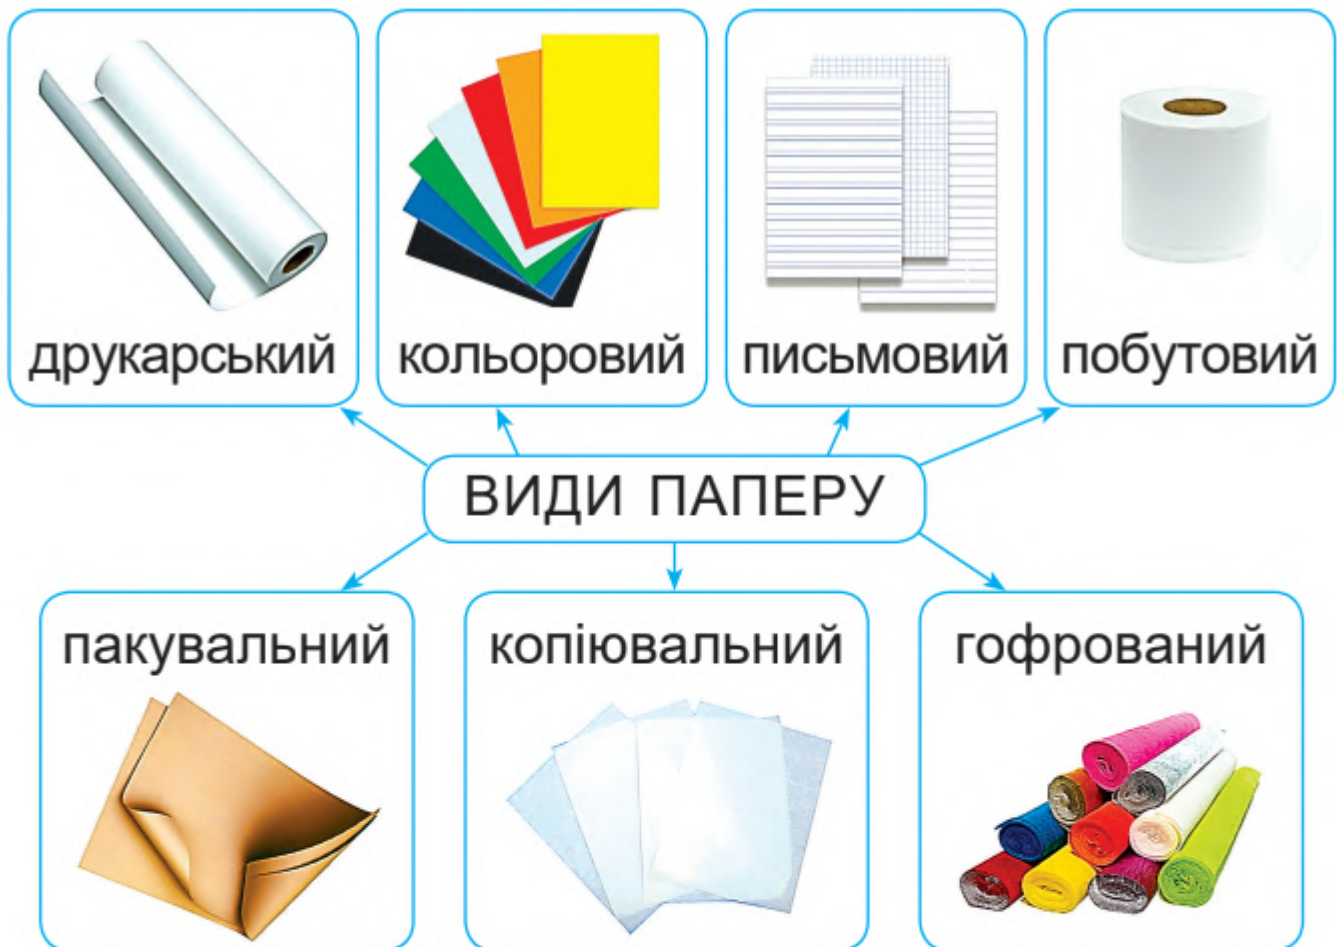 друкарський
кольоровий
письмовий
побутовий
ВИДИ ПАПЕРУ
пакувальний
копіювальний
гофрований